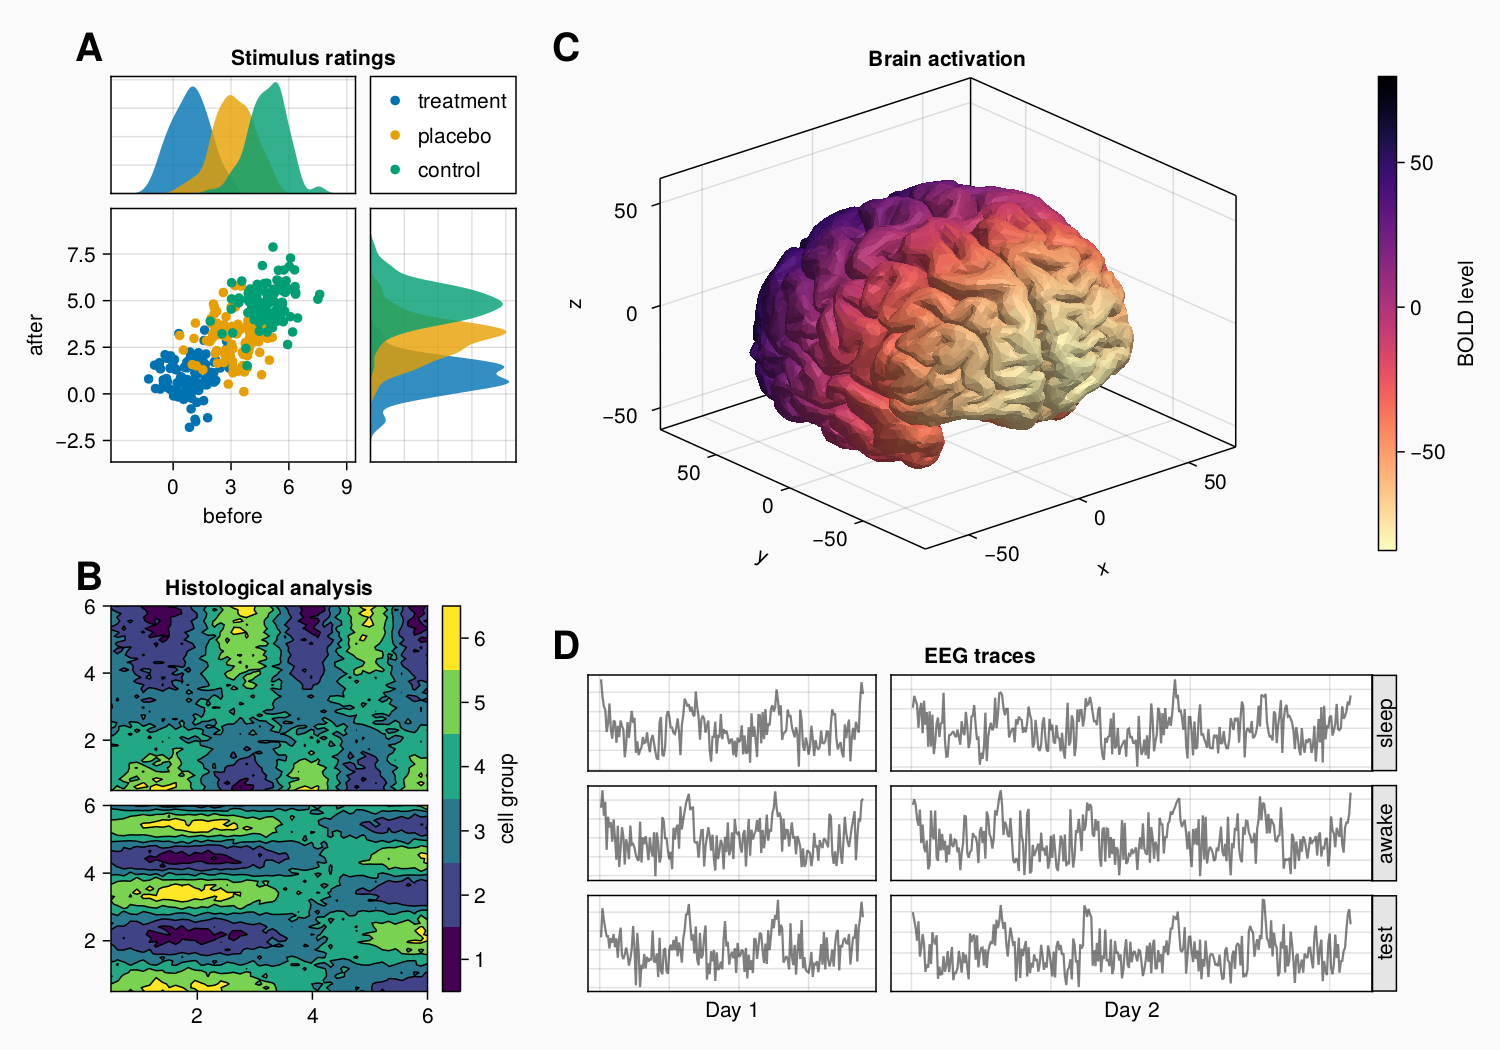 A
Stimulus ratings
treatment
placebo
control
7.5
5.0
2.5
0.0
−2.5
after
0 3 6 9
before
B
Histological analysis
6
4
2
6
4
2
2 4 6
6
5
4
3
2
1
cell group
C
Brain activation
50
0
−50
z
50
0
−50
y
−50
0
50
x
50
0
−50
BOLD level
D
EEG traces
sleep
awake
test
Day 1 Day 2